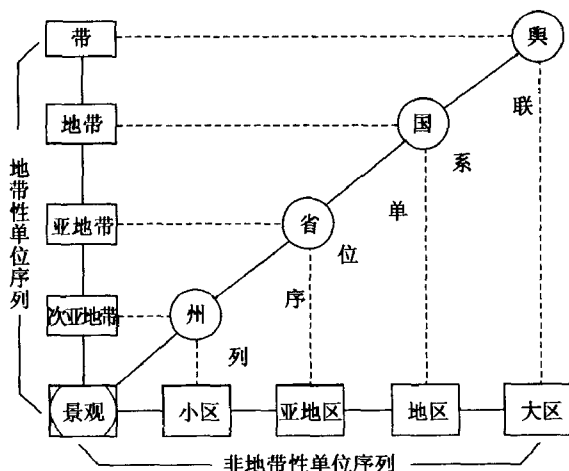 带
舆
联
地带
国
系
地带性单位序列
单
亚地带
省
位
序
次亚地带
州
列
景观
小区
亚地区
地区
大区
非地带性单位序列